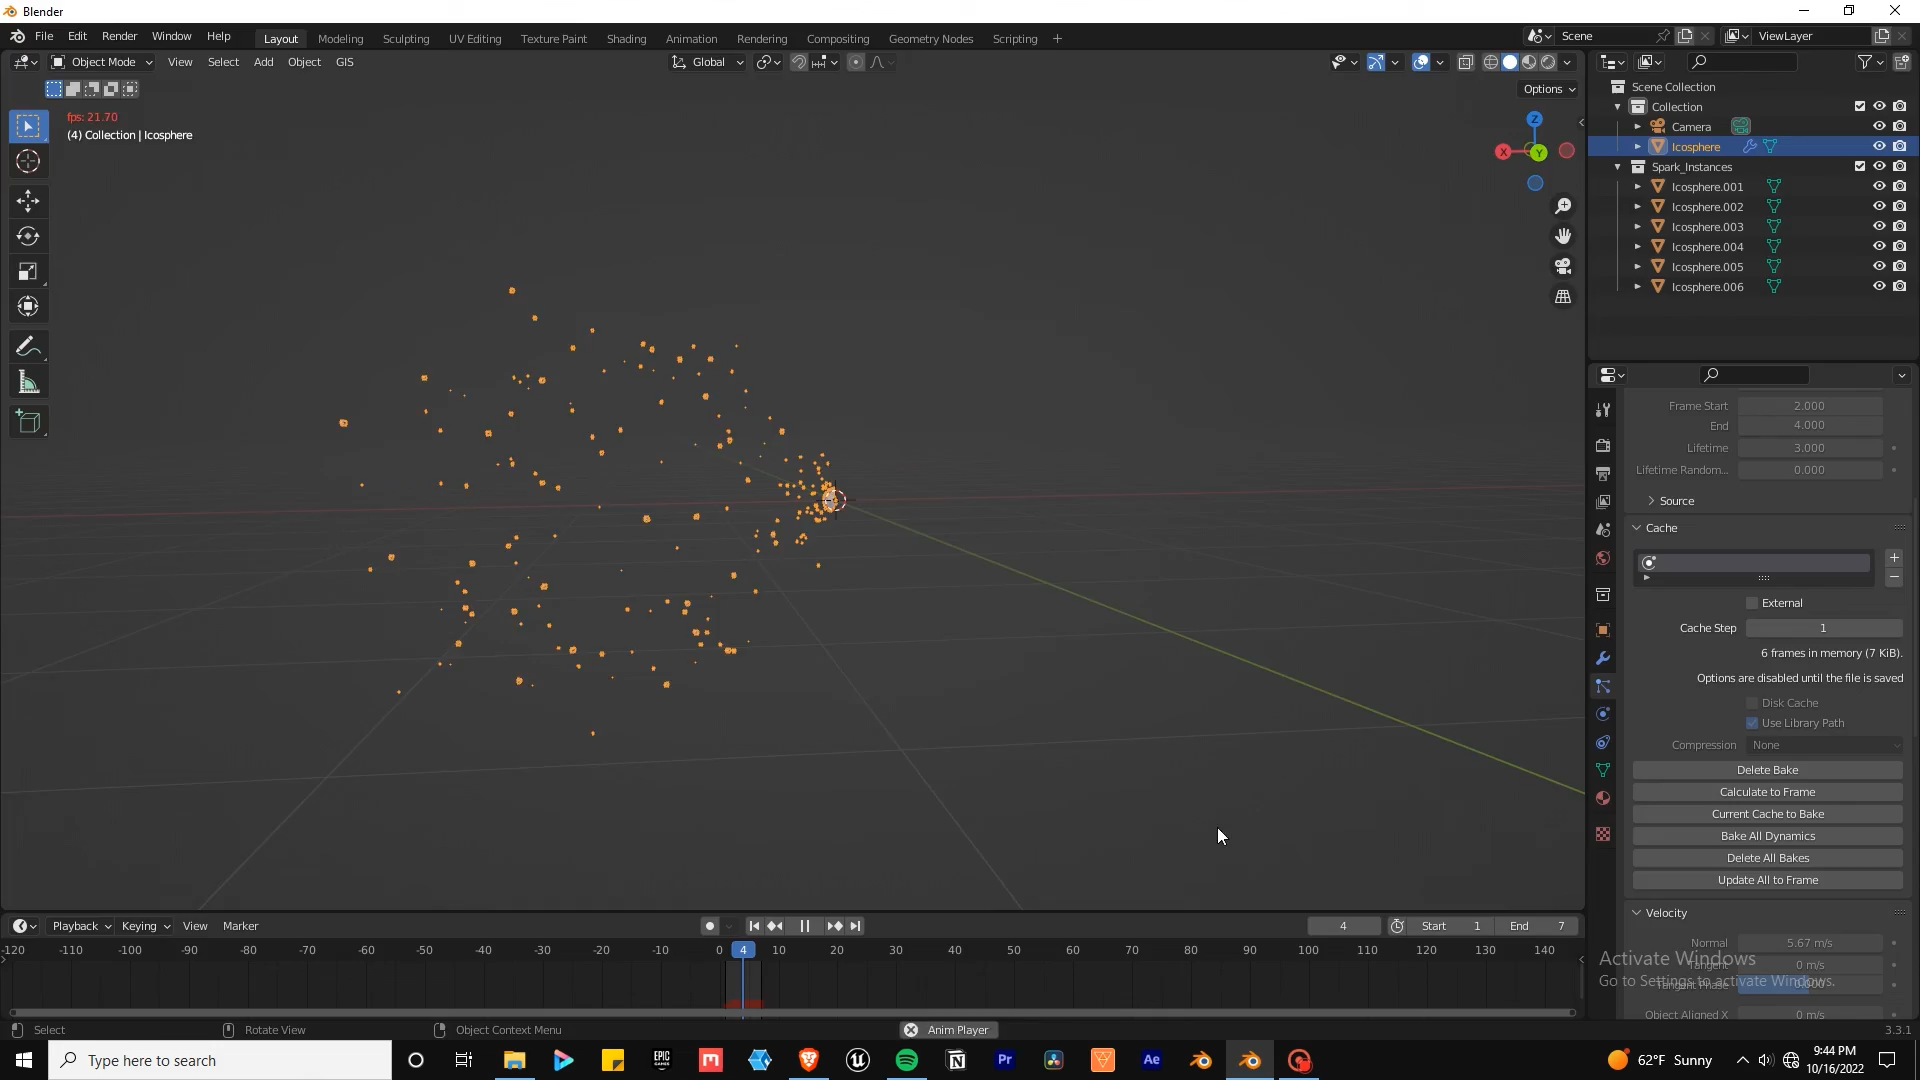 Blender
File Edit Render Window Help Layout Modeling Sculpting UV Editing Texture Paint Shading Animation Rendering Compositing Geometry Nodes Scripting + Scene ViewLayer
Object Mode View Select Add Object GIS Global
Options
fps: 21.70
(4) Collection | Icosphere
Z
X
Y
Scene Collection
Collection
Camera
Icosphere
Spark_Instances
Icosphere.001
Icosphere.002
Icosphere.003
Icosphere.004
Icosphere.005
Icosphere.006
Frame Start 2.000
End 4.000
Lifetime 3.000
Lifetime Random... 0.000
Source
Cache
External
Cache Step 1
6 frames in memory (7 KiB).
Options are disabled until the file is saved
Disk Cache
Use Library Path
Compression None
Delete Bake
Calculate to Frame
Current Cache to Bake
Bake All Dynamics
Delete All Bakes
Update All to Frame
Velocity
Normal 5.67 m/s
Activate Windows
Tangent 0 m/s
Go to Settings to activate Windows.
Tangent Phase 0.000
Object Aligned X 0 m/s
Playback Keying View Marker 4 Start 1 End 7
-120 -110 -100 -90 -80 -70 -60 -50 -40 -30 -20 -10 0 4 10 20 30 40 50 60 70 80 90 100 110 120 130 140
Select Rotate View Object Context Menu Anim Player 3.3.1
Type here to search
EPIC GAMES
Pr
Ae
62°F Sunny
9:44 PM
10/16/2022